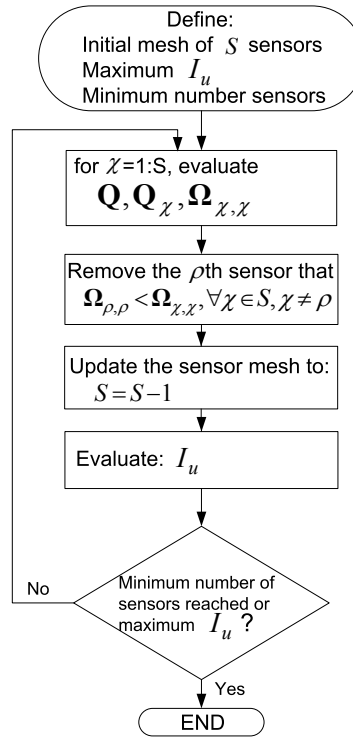 Define:
Initial mesh of S sensors
Maximum I_u
Minimum number sensors
for χ=1:S, evaluate
Q, Q_χ, Ω_χ,χ
Remove the ρth sensor that
Ω_ρ,ρ < Ω_χ,χ, ∀χ∈S, χ≠ρ
Update the sensor mesh to:
S=S−1
Evaluate: I_u
No
Minimum number of
sensors reached or
maximum I_u ?
Yes
END